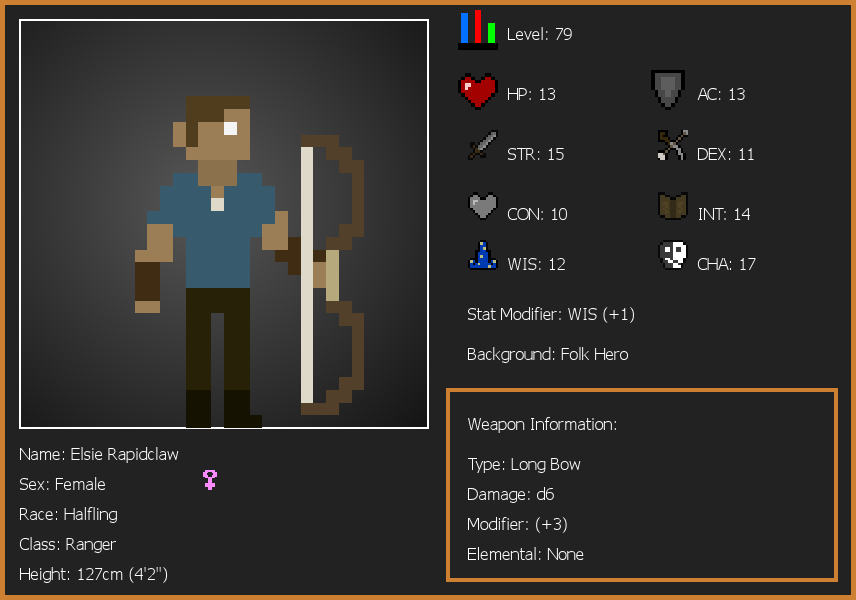 Level: 79
HP: 13
AC: 13
STR: 15
DEX: 11
CON: 10
INT: 14
WIS: 12
CHA: 17
Stat Modifier: WIS (+1)
Background: Folk Hero
Weapon Information:
Type: Long Bow
Damage: d6
Modifier: (+3)
Elemental: None
Name: Elsie Rapidclaw
Sex: Female
Race: Halfling
Class: Ranger
Height: 127cm (4'2")